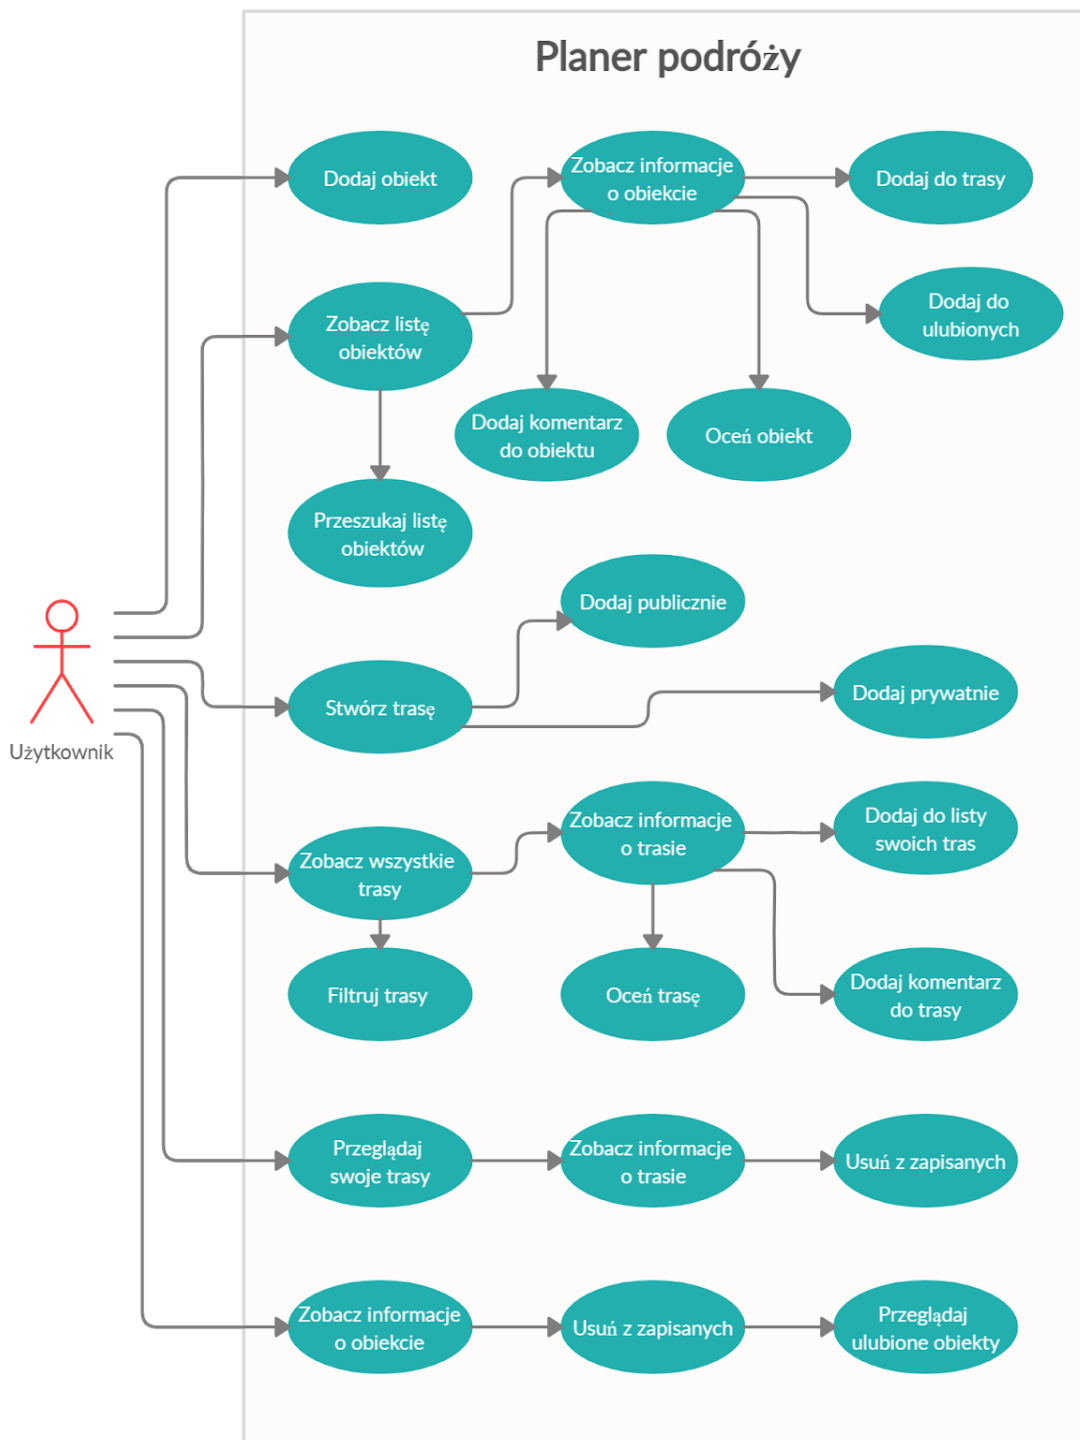 Planer podróży
Dodaj obiekt
Zobacz informacje
o obiekcie
Dodaj do trasy
Zobacz listę
obiektów
Dodaj do
ulubionych
Dodaj komentarz
do obiektu
Oceń obiekt
Przeszukaj listę
obiektów
Dodaj publicznie
Stwórz trasę
Dodaj prywatnie
Użytkownik
Zobacz wszystkie
trasy
Zobacz informacje
o trasie
Dodaj do listy
swoich tras
Filtruj trasy
Oceń trasę
Dodaj komentarz
do trasy
Przeglądaj
swoje trasy
Zobacz informacje
o trasie
Usuń z zapisanych
Zobacz informacje
o obiekcie
Usuń z zapisanych
Przeglądaj
ulubione obiekty